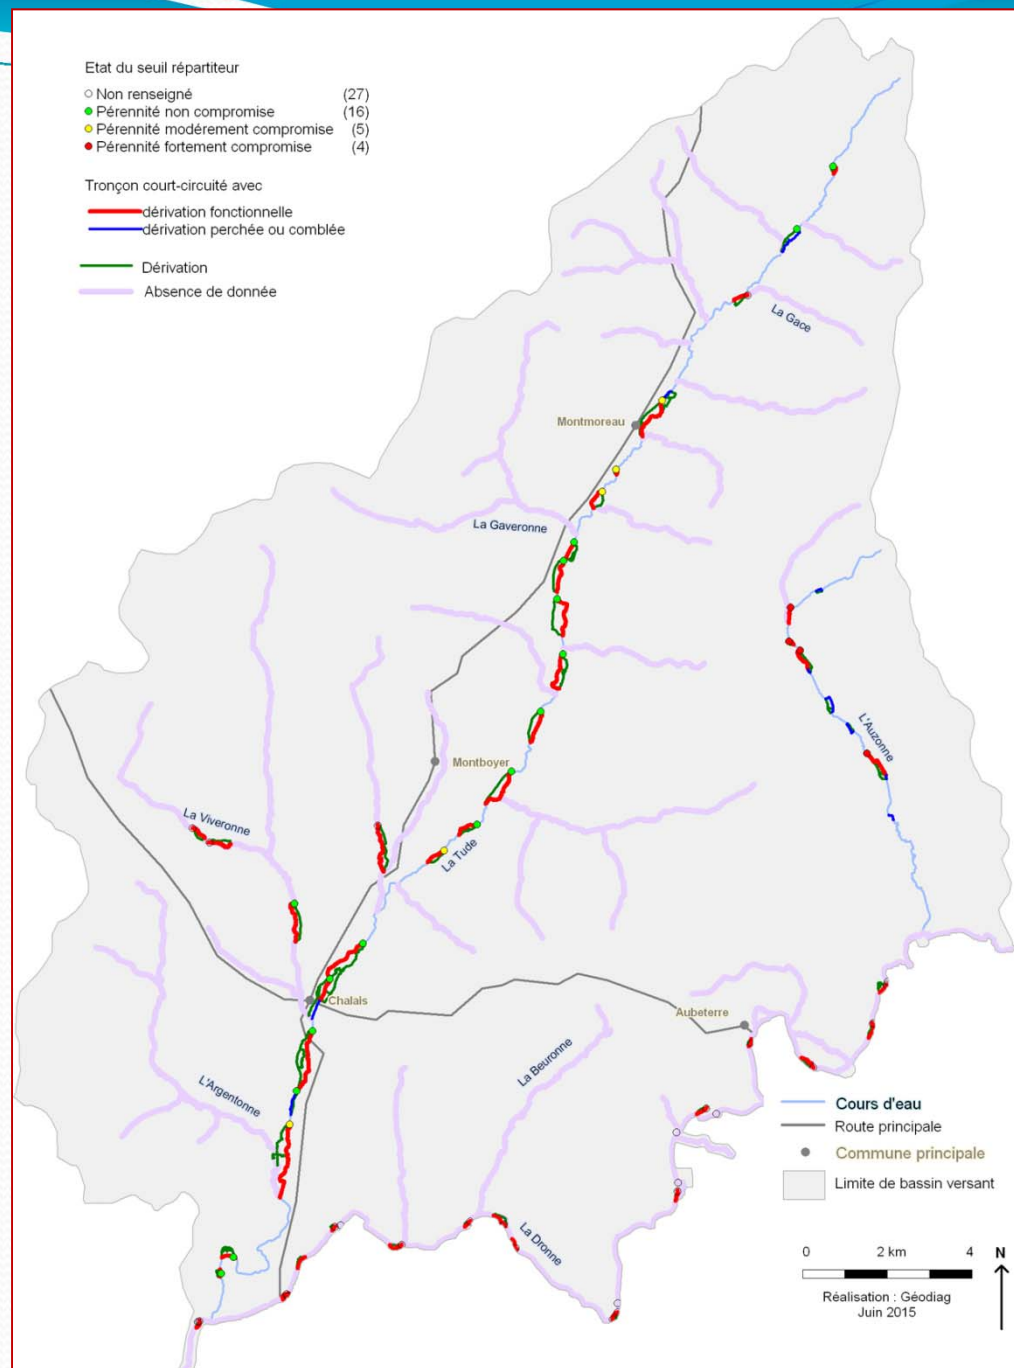 Etat du seuil répartiteur
Non renseigné (27)
Pérennité non compromise (16)
Pérennité modérement compromise (5)
Pérennité fortement compromise (4)
Tronçon court-circuité avec
dérivation fonctionnelle
dérivation perchée ou comblée
Dérivation
Absence de donnée
La Gace
Montmoreau
La Gaveronne
L'Auzonne
Montboyer
La Viveronne
La Tude
Chalais
Aubeterre
La Beuronne
L'Argentonne
La Dronne
Cours d'eau
Route principale
Commune principale
Limite de bassin versant
0 2 km 4
N
Réalisation : Géodiag
Juin 2015